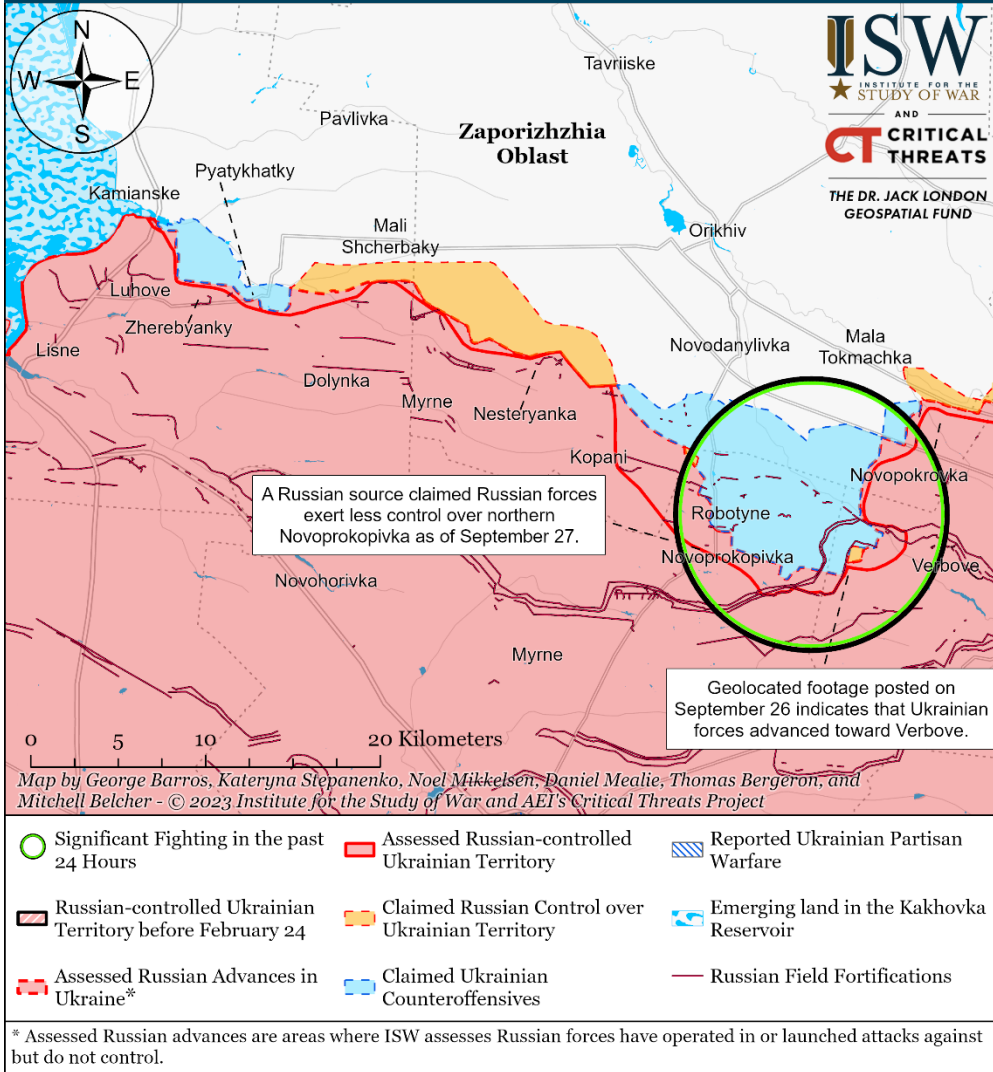 N
W E
S
ISW
INSTITUTE FOR THE
STUDY OF WAR
AND
CT CRITICAL
THREATS
THE DR. JACK LONDON
GEOSPATIAL FUND
Tavriiske
Pavlivka
Zaporizhzhia
Oblast
Pyatykhatky
Kamianske
Mali
Shcherbaky
Orikhiv
Luhove
Zherebyanky
Lisne
Novodanylivka
Mala
Tokmachka
Dolynka
Myrne
Nesteryanka
Kopani
Novopokrovka
A Russian source claimed Russian forces
exert less control over northern
Novoprokopivka as of September 27.
Robotyne
Novoprokopivka
Verbove
Novohorivka
Myrne
Geolocated footage posted on
September 26 indicates that Ukrainian
forces advanced toward Verbove.
0 5 10 20 Kilometers
Map by George Barros, Kateryna Stepanenko, Noel Mikkelsen, Daniel Mealie, Thomas Bergeron, and
Mitchell Belcher - © 2023 Institute for the Study of War and AEI's Critical Threats Project
Significant Fighting in the past
24 Hours
Assessed Russian-controlled
Ukrainian Territory
Reported Ukrainian Partisan
Warfare
Russian-controlled Ukrainian
Territory before February 24
Claimed Russian Control over
Ukrainian Territory
Emerging land in the Kakhovka
Reservoir
Assessed Russian Advances in
Ukraine*
Claimed Ukrainian
Counteroffensives
Russian Field Fortifications
* Assessed Russian advances are areas where ISW assesses Russian forces have operated in or launched attacks against
but do not control.